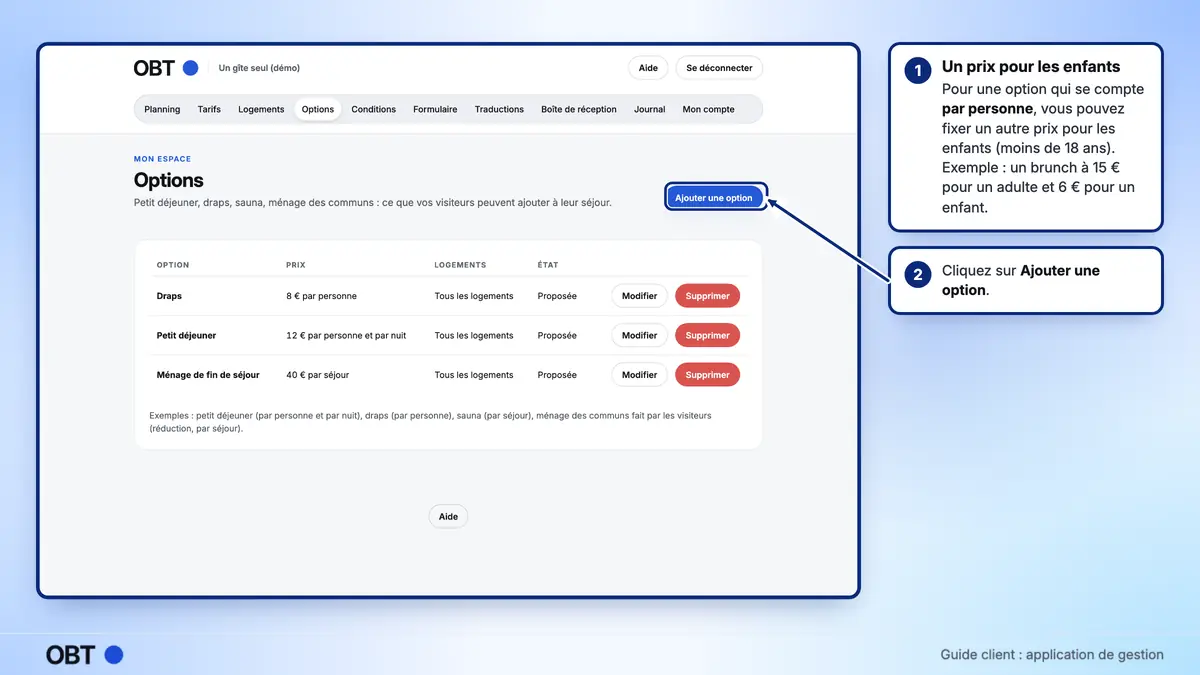 OBT
Un gîte seul (démo)
Aide
Se déconnecter
Planning
Tarifs
Logements
Options
Conditions
Formulaire
Traductions
Boîte de réception
Journal
Mon compte
MON ESPACE
Options
Petit déjeuner, draps, sauna, ménage des communs : ce que vos visiteurs peuvent ajouter à leur séjour.
Ajouter une option
OPTION PRIX LOGEMENTS ÉTAT
Draps 8 € par personne Tous les logements Proposée Modifier Supprimer
Petit déjeuner 12 € par personne et par nuit Tous les logements Proposée Modifier Supprimer
Ménage de fin de séjour 40 € par séjour Tous les logements Proposée Modifier Supprimer
Exemples : petit déjeuner (par personne et par nuit), draps (par personne), sauna (par séjour), ménage des communs fait par les visiteurs
(réduction, par séjour).
Aide
1
Un prix pour les enfants
Pour une option qui se compte
par personne, vous pouvez
fixer un autre prix pour les
enfants (moins de 18 ans).
Exemple : un brunch à 15 €
pour un adulte et 6 € pour un
enfant.
2
Cliquez sur Ajouter une
option.
OBT
Guide client : application de gestion